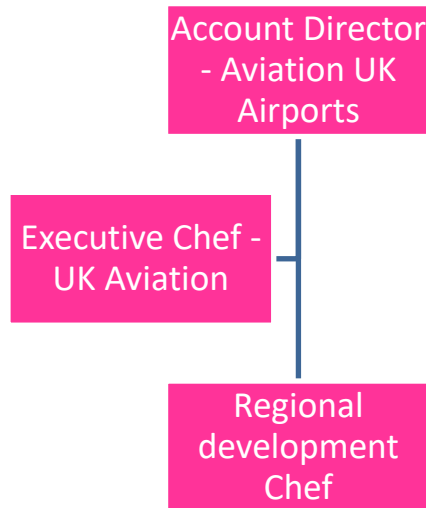 Account Director
- Aviation UK
Airports
Executive Chef -
UK Aviation
Regional
development
Chef